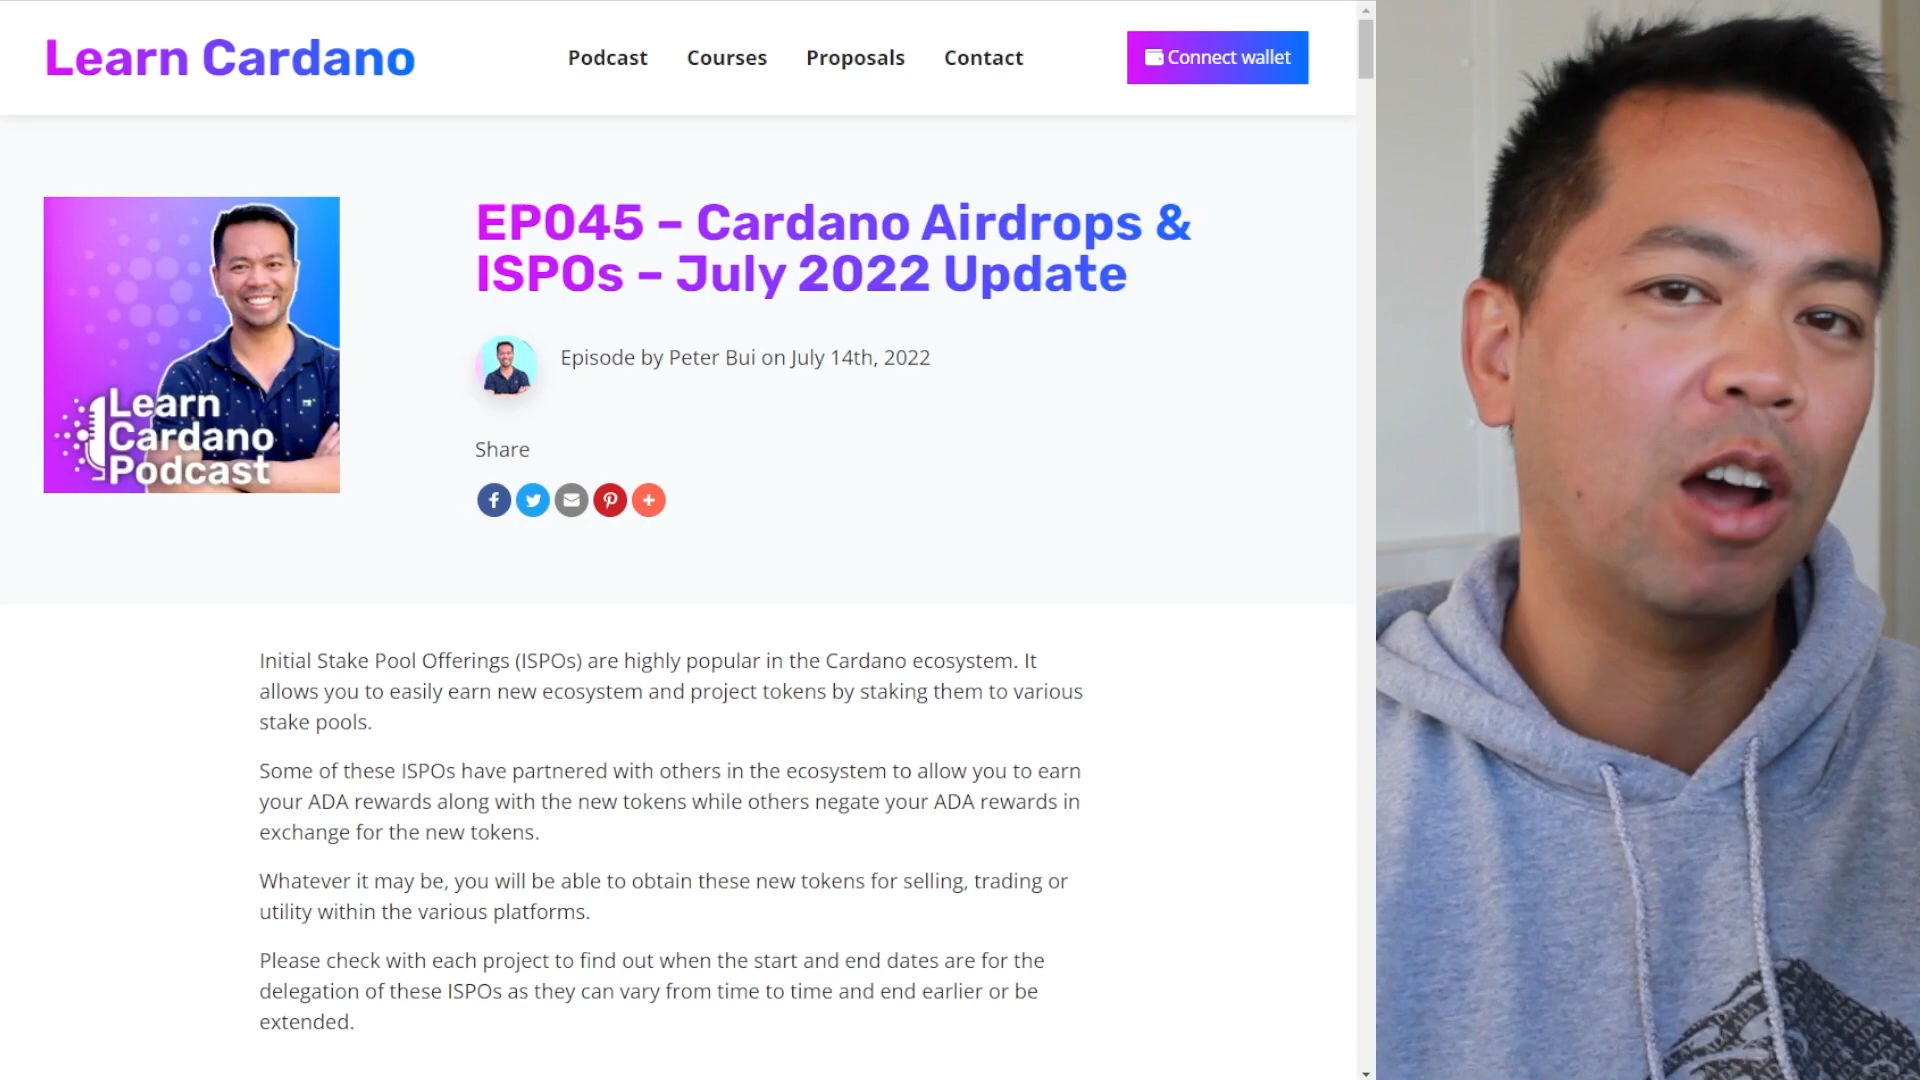 Learn Cardano
Podcast
Courses
Proposals
Contact
Connect wallet
Learn
Cardano
Podcast
EP045 – Cardano Airdrops &
ISPOs – July 2022 Update
Episode by Peter Bui on July 14th, 2022
Share
Initial Stake Pool Offerings (ISPOs) are highly popular in the Cardano ecosystem. It
allows you to easily earn new ecosystem and project tokens by staking them to various
stake pools.
Some of these ISPOs have partnered with others in the ecosystem to allow you to earn
your ADA rewards along with the new tokens while others negate your ADA rewards in
exchange for the new tokens.
Whatever it may be, you will be able to obtain these new tokens for selling, trading or
utility within the various platforms.
Please check with each project to find out when the start and end dates are for the
delegation of these ISPOs as they can vary from time to time and end earlier or be
extended.